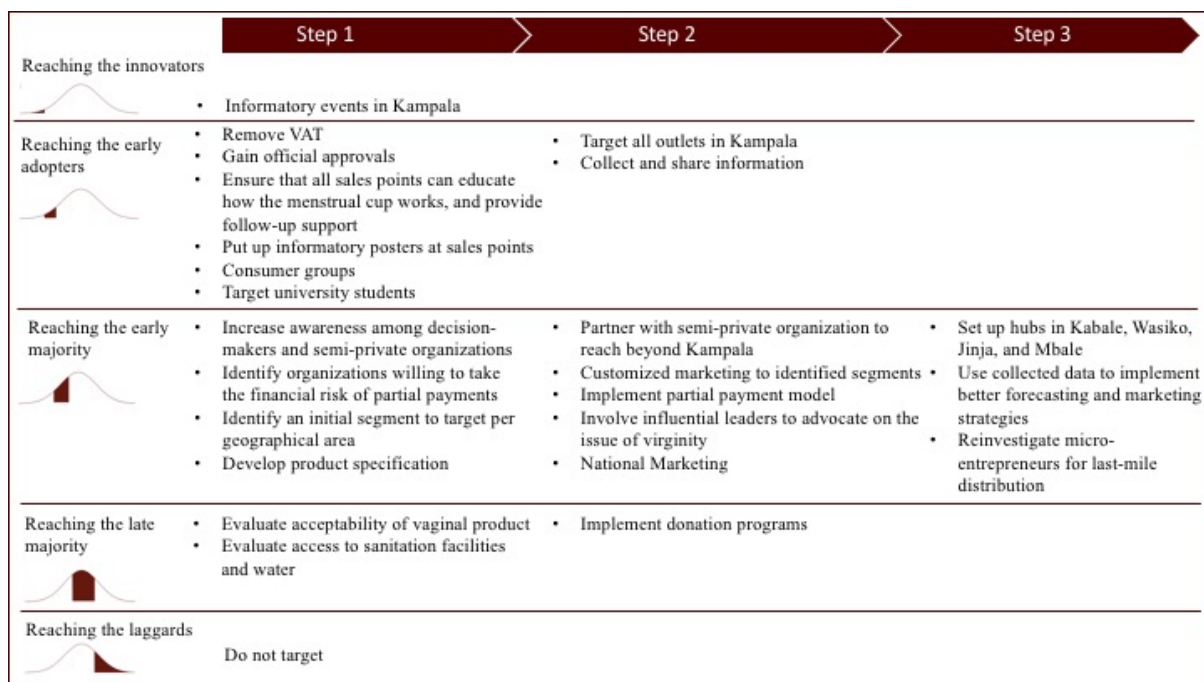 Step 1
Step 2
Step 3
Reaching the innovators
• Informatory events in Kampala
Reaching the early
adopters
• Remove VAT
• Gain official approvals
• Ensure that all sales points can educate
how the menstrual cup works, and provide
follow-up support
• Put up informatory posters at sales points
• Consumer groups
• Target university students
• Target all outlets in Kampala
• Collect and share information
Reaching the early
majority
• Increase awareness among decision-
makers and semi-private organizations
• Identify organizations willing to take
the financial risk of partial payments
• Identify an initial segment to target per
geographical area
• Develop product specification
• Partner with semi-private organization to
reach beyond Kampala
• Customized marketing to identified segments
• Implement partial payment model
• Involve influential leaders to advocate on the
issue of virginity
• National Marketing
• Set up hubs in Kabale, Wasiko,
Jinja, and Mbale
• Use collected data to implement
better forecasting and marketing
strategies
• Reinvestigate micro-
entrepreneurs for last-mile
distribution
Reaching the late
majority
• Evaluate acceptability of vaginal product
• Evaluate access to sanitation facilities
and water
• Implement donation programs
Reaching the laggards
Do not target